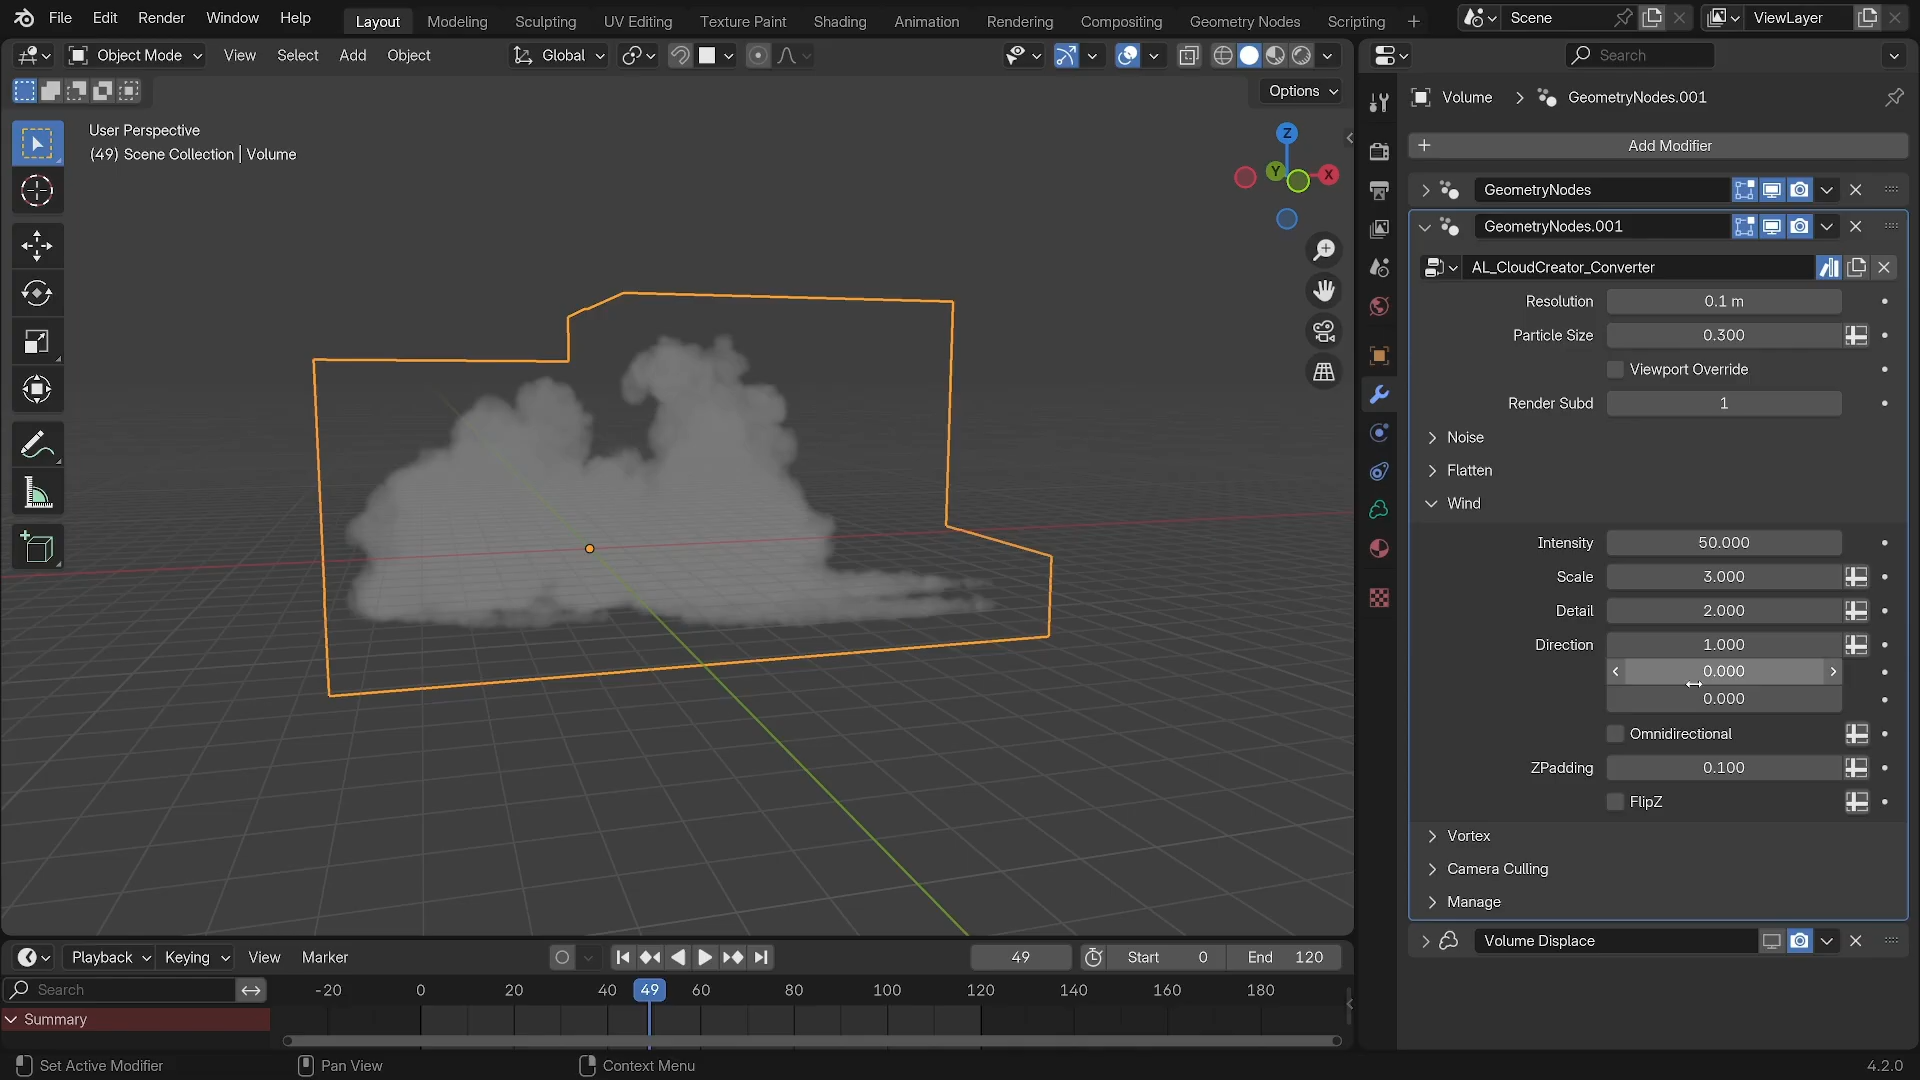 File Edit Render Window Help
Layout Modeling Sculpting UV Editing Texture Paint Shading Animation Rendering Compositing Geometry Nodes Scripting +
Scene
ViewLayer
Object Mode View Select Add Object
Global
Search
Options
Volume > GeometryNodes.001
User Perspective
(49) Scene Collection | Volume
Z
Y
X
+ Add Modifier
GeometryNodes
GeometryNodes.001
AL_CloudCreator_Converter
Resolution 0.1 m
Particle Size 0.300
Viewport Override
Render Subd 1
Noise
Flatten
Wind
Intensity 50.000
Scale 3.000
Detail 2.000
Direction 1.000
0.000
0.000
Omnidirectional
ZPadding 0.100
FlipZ
Vortex
Camera Culling
Manage
Volume Displace
Playback Keying View Marker
49
Start 0
End 120
Search
-20 0 20 40 49 60 80 100 120 140 160 180
Summary
Set Active Modifier
Pan View
Context Menu
4.2.0